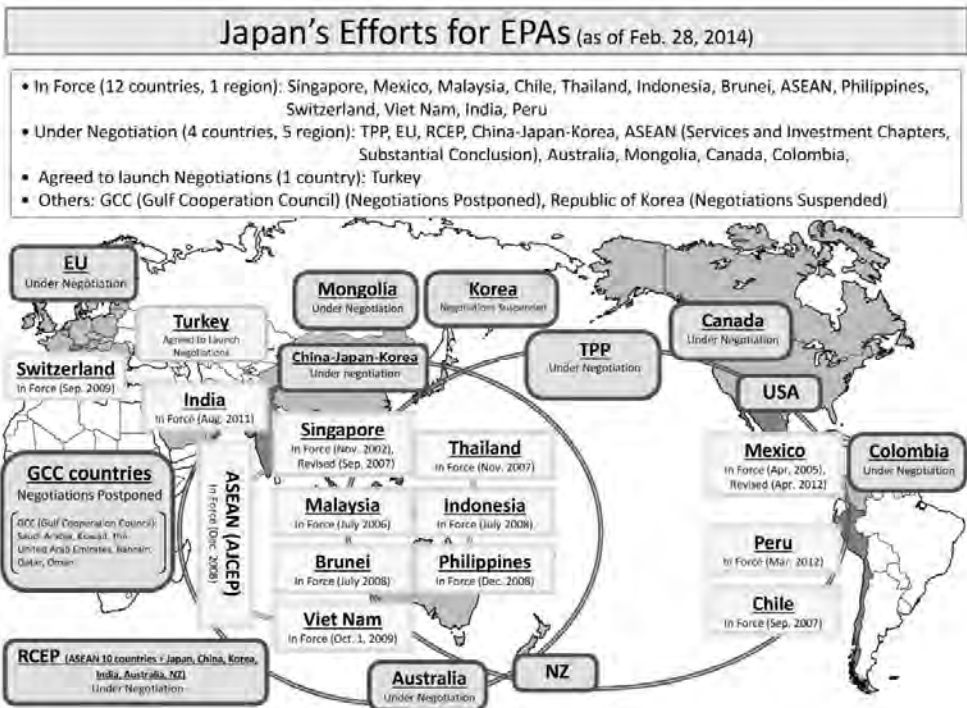 Japan's Efforts for EPAs (as of Feb. 28, 2014)
• In Force (12 countries, 1 region): Singapore, Mexico, Malaysia, Chile, Thailand, Indonesia, Brunei, ASEAN, Philippines,
Switzerland, Viet Nam, India, Peru
• Under Negotiation (4 countries, 5 region): TPP, EU, RCEP, China-Japan-Korea, ASEAN (Services and Investment Chapters,
Substantial Conclusion), Australia, Mongolia, Canada, Colombia,
• Agreed to launch Negotiations (1 country): Turkey
• Others: GCC (Gulf Cooperation Council) (Negotiations Postponed), Republic of Korea (Negotiations Suspended)
EU
Under Negotiation
Mongolia
Under Negotiation
Korea
Negotiations Suspended
Turkey
Agreed to Launch
Negotiations
Canada
Under Negotiation
TPP
Under Negotiation
China-Japan-Korea
Under negotiation
Switzerland
In Force (Sep. 2009)
USA
India
In Force (Aug. 2011)
Singapore
In Force (Nov. 2002),
Revised (Sep. 2007)
Thailand
In Force (Nov. 2007)
Mexico
In Force (Apr. 2005),
Revised (Apr. 2012)
Colombia
Under Negotiation
GCC countries
Negotiations Postponed
GCC (Gulf Cooperation Council):
Saudi Arabia, Kuwait, the
United Arab Emirates, Bahrain,
Qatar, Oman
ASEAN (AJCEP)
In Force (Dec. 2008)
Malaysia
In Force (July 2006)
Indonesia
In Force (July 2008)
Brunei
In Force (July 2008)
Philippines
In Force (Dec. 2008)
Peru
In Force (Mar. 2012)
Viet Nam
In Force (Oct. 1, 2009)
Chile
In Force (Sep. 2007)
RCEP (ASEAN 10 countries + Japan, China, Korea,
India, Australia, NZ)
Under Negotiation
Australia
Under Negotiation
NZ